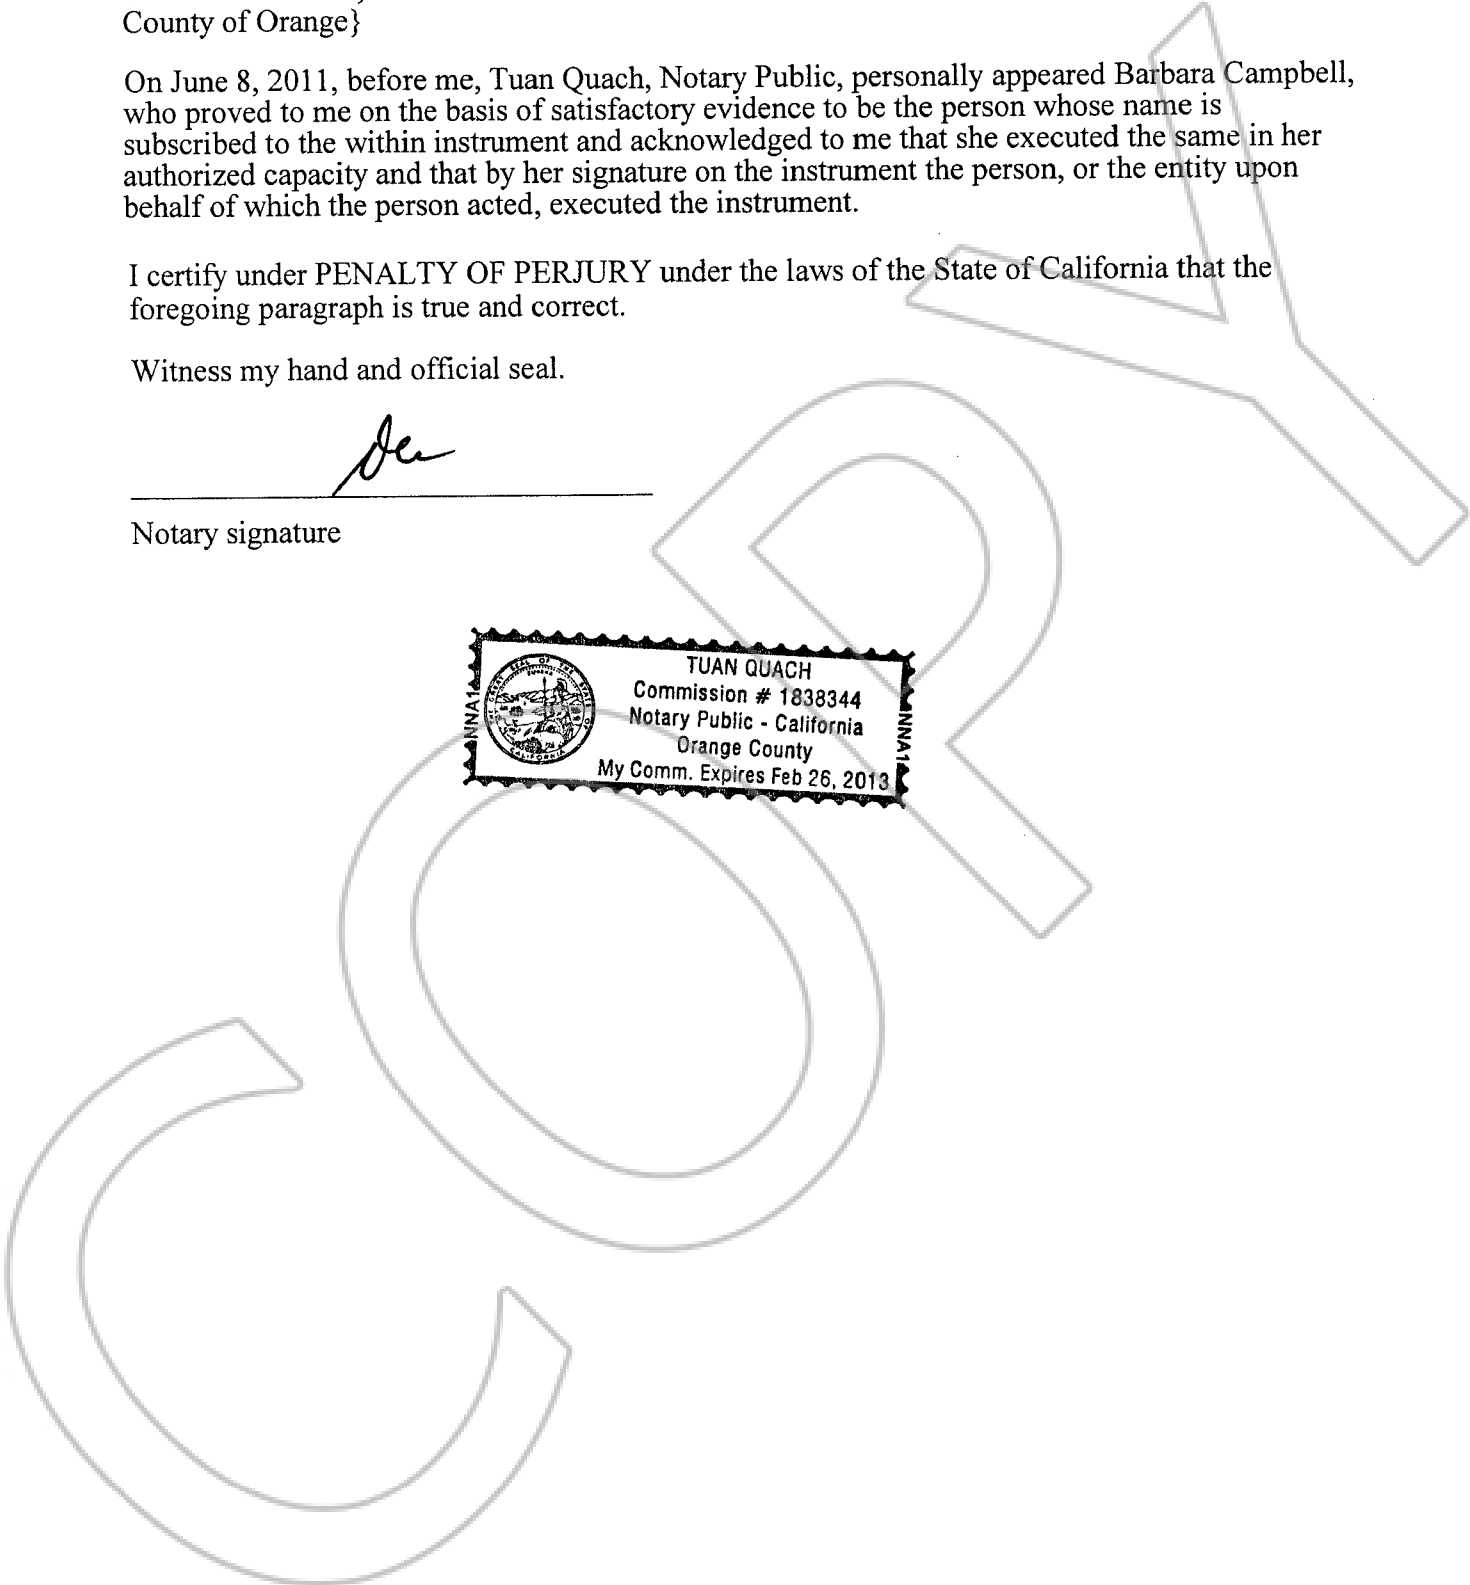 County of Orange}
On June 8, 2011, before me, Tuan Quach, Notary Public, personally appeared Barbara Campbell,
who proved to me on the basis of satisfactory evidence to be the person whose name is
subscribed to the within instrument and acknowledged to me that she executed the same in her
authorized capacity and that by her signature on the instrument the person, or the entity upon
behalf of which the person acted, executed the instrument.
I certify under PENALTY OF PERJURY under the laws of the State of California that the
foregoing paragraph is true and correct.
Witness my hand and official seal.
Notary signature
TUAN QUACH
Commission # 1838344
Notary Public - California
Orange County
My Comm. Expires Feb 26, 2013
NNA1
NNA1
COPY